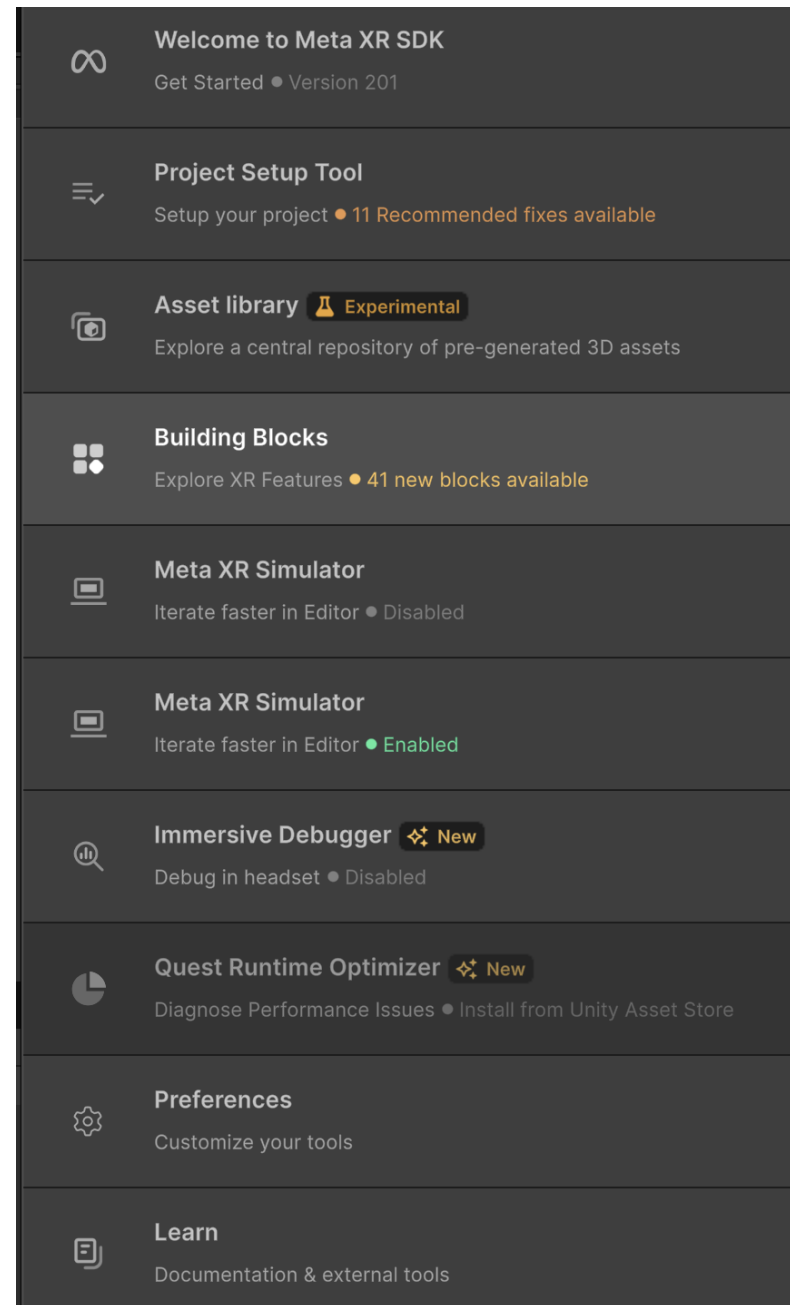 Welcome to Meta XR SDK
Get Started ● Version 201
Project Setup Tool
Setup your project ● 11 Recommended fixes available
Asset library Experimental
Explore a central repository of pre-generated 3D assets
Building Blocks
Explore XR Features ● 41 new blocks available
Meta XR Simulator
Iterate faster in Editor ● Disabled
Meta XR Simulator
Iterate faster in Editor ● Enabled
Immersive Debugger New
Debug in headset ● Disabled
Quest Runtime Optimizer New
Diagnose Performance Issues ● Install from Unity Asset Store
Preferences
Customize your tools
Learn
Documentation & external tools